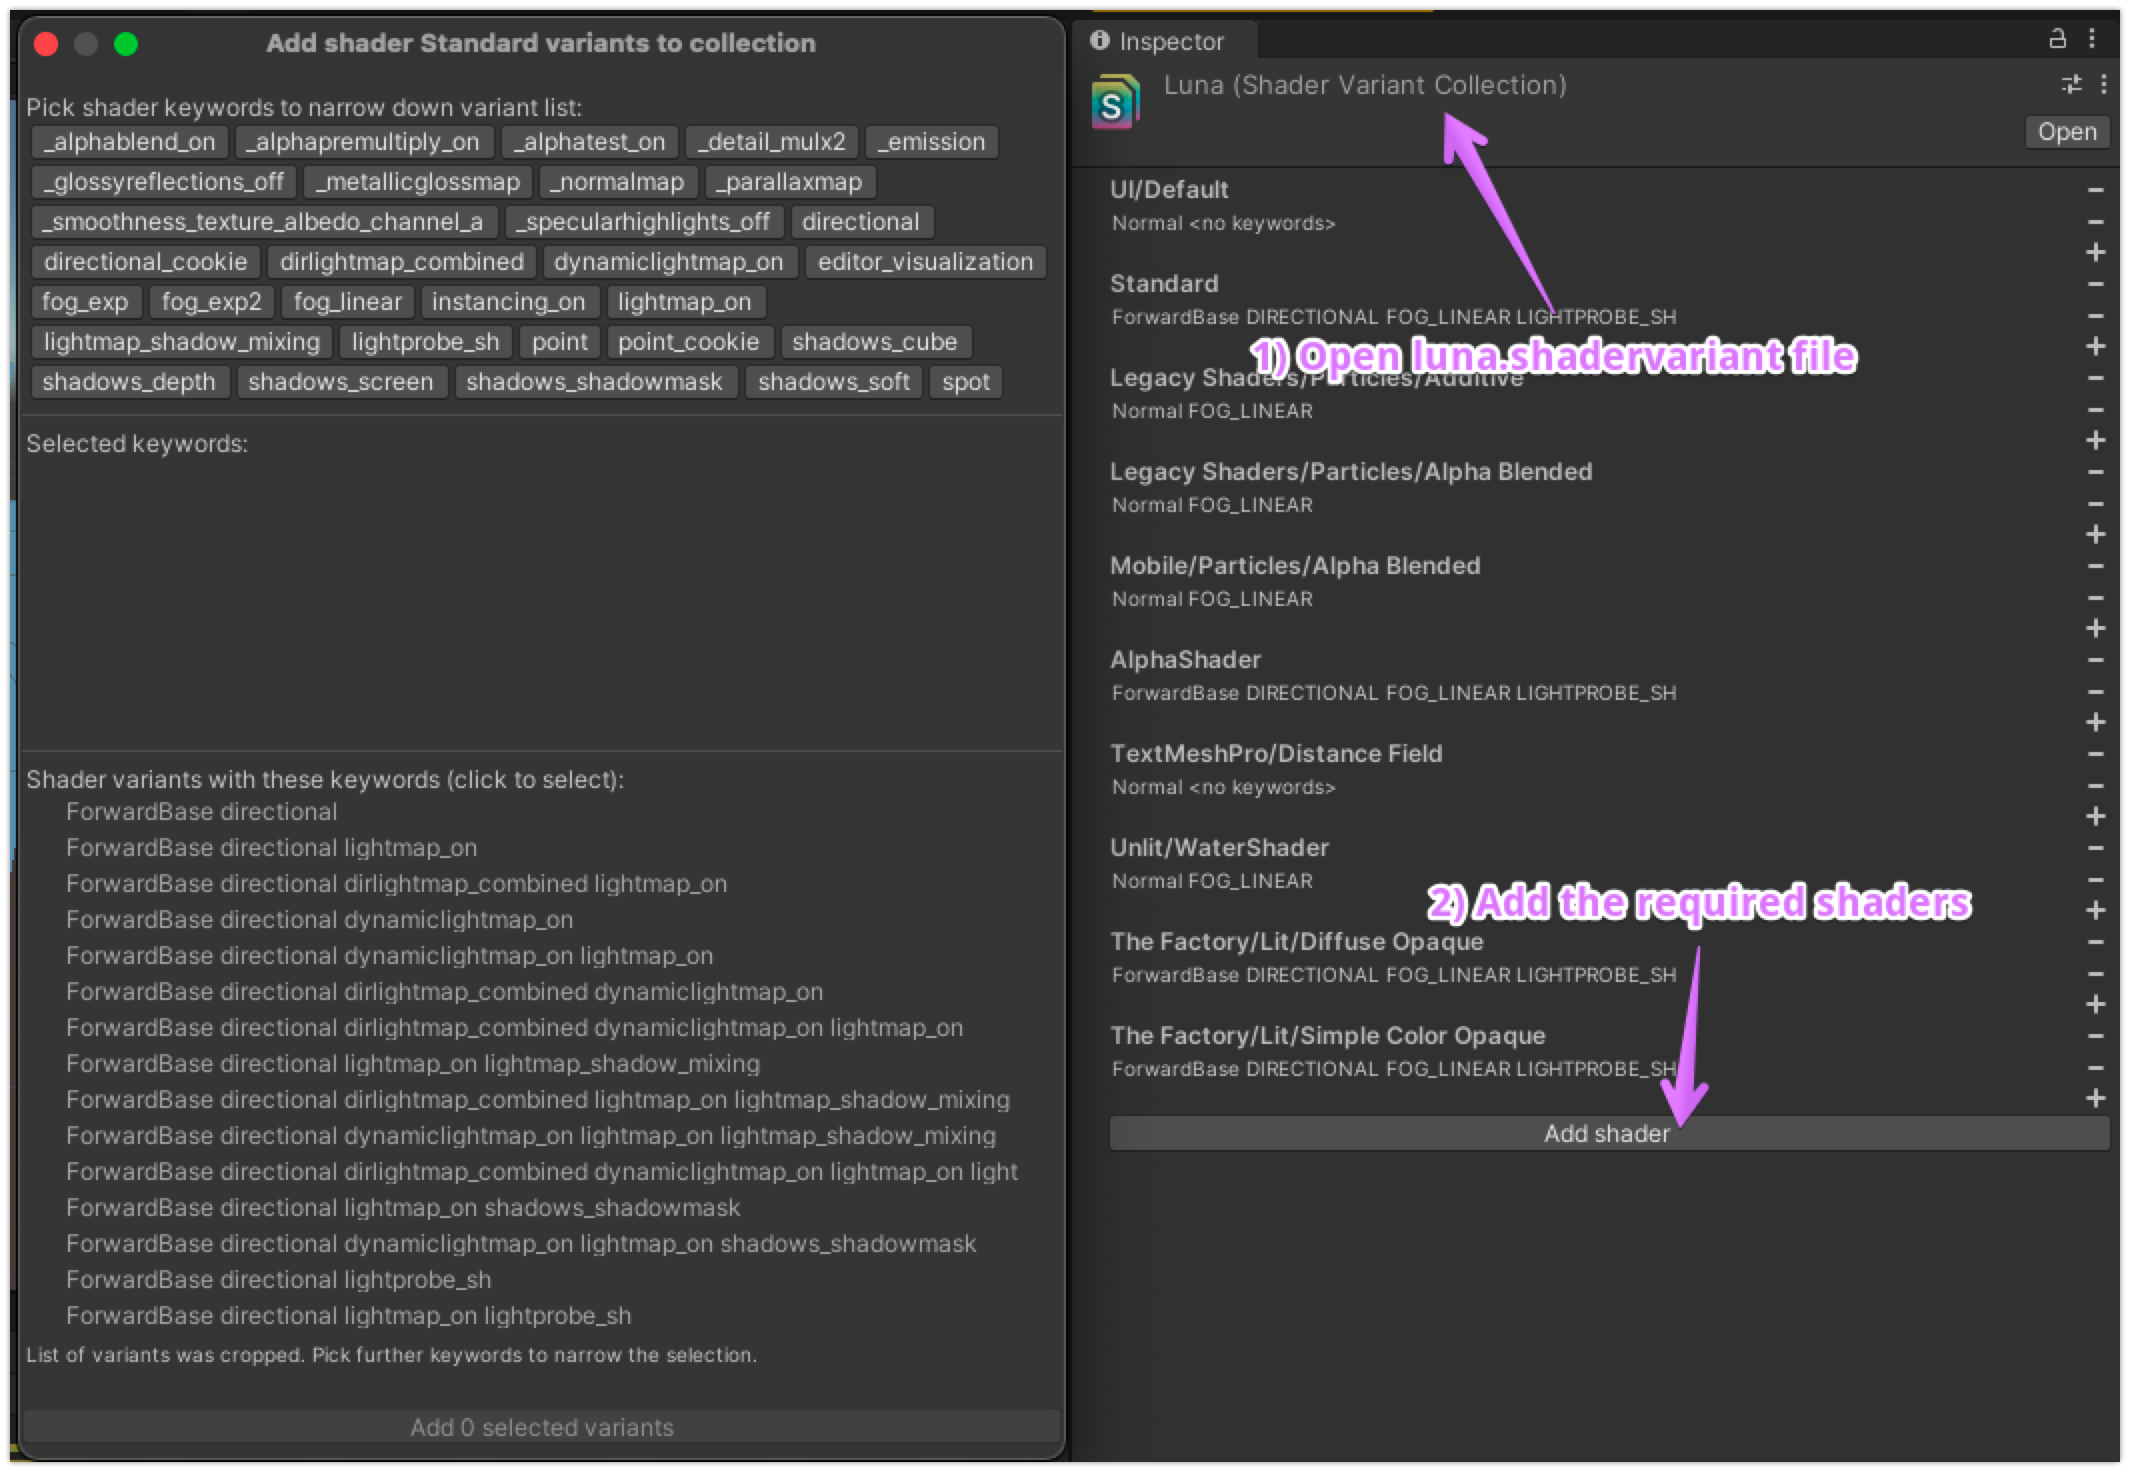 Add shader Standard variants to collection
Pick shader keywords to narrow down variant list:
_alphablend_on _alphapremultiply_on _alphatest_on _detail_mulx2 _emission
_glossyreflections_off _metallicglossmap _normalmap _parallaxmap
_smoothness_texture_albedo_channel_a _specularhighlights_off directional
directional_cookie dirlightmap_combined dynamiclightmap_on editor_visualization
fog_exp fog_exp2 fog_linear instancing_on lightmap_on
lightmap_shadow_mixing lightprobe_sh point point_cookie shadows_cube
shadows_depth shadows_screen shadows_shadowmask shadows_soft spot
Selected keywords:
Shader variants with these keywords (click to select):
ForwardBase directional
ForwardBase directional lightmap_on
ForwardBase directional dirlightmap_combined lightmap_on
ForwardBase directional dynamiclightmap_on
ForwardBase directional dynamiclightmap_on lightmap_on
ForwardBase directional dirlightmap_combined dynamiclightmap_on
ForwardBase directional dirlightmap_combined dynamiclightmap_on lightmap_on
ForwardBase directional lightmap_on lightmap_shadow_mixing
ForwardBase directional dirlightmap_combined lightmap_on lightmap_shadow_mixing
ForwardBase directional dynamiclightmap_on lightmap_on lightmap_shadow_mixing
ForwardBase directional dirlightmap_combined dynamiclightmap_on lightmap_on light
ForwardBase directional lightmap_on shadows_shadowmask
ForwardBase directional dynamiclightmap_on lightmap_on shadows_shadowmask
ForwardBase directional lightprobe_sh
ForwardBase directional lightmap_on lightprobe_sh
List of variants was cropped. Pick further keywords to narrow the selection.
Add 0 selected variants
Inspector
Luna (Shader Variant Collection)
Open
UI/Default
Normal <no keywords>
Standard
ForwardBase DIRECTIONAL FOG_LINEAR LIGHTPROBE_SH
1) Open luna.shadervariant file
Legacy Shaders/Particles/Additive
Normal FOG_LINEAR
Legacy Shaders/Particles/Alpha Blended
Normal FOG_LINEAR
Mobile/Particles/Alpha Blended
Normal FOG_LINEAR
AlphaShader
ForwardBase DIRECTIONAL FOG_LINEAR LIGHTPROBE_SH
TextMeshPro/Distance Field
Normal <no keywords>
Unlit/WaterShader
Normal FOG_LINEAR
2) Add the required shaders
The Factory/Lit/Diffuse Opaque
ForwardBase DIRECTIONAL FOG_LINEAR LIGHTPROBE_SH
The Factory/Lit/Simple Color Opaque
ForwardBase DIRECTIONAL FOG_LINEAR LIGHTPROBE_SH
Add shader